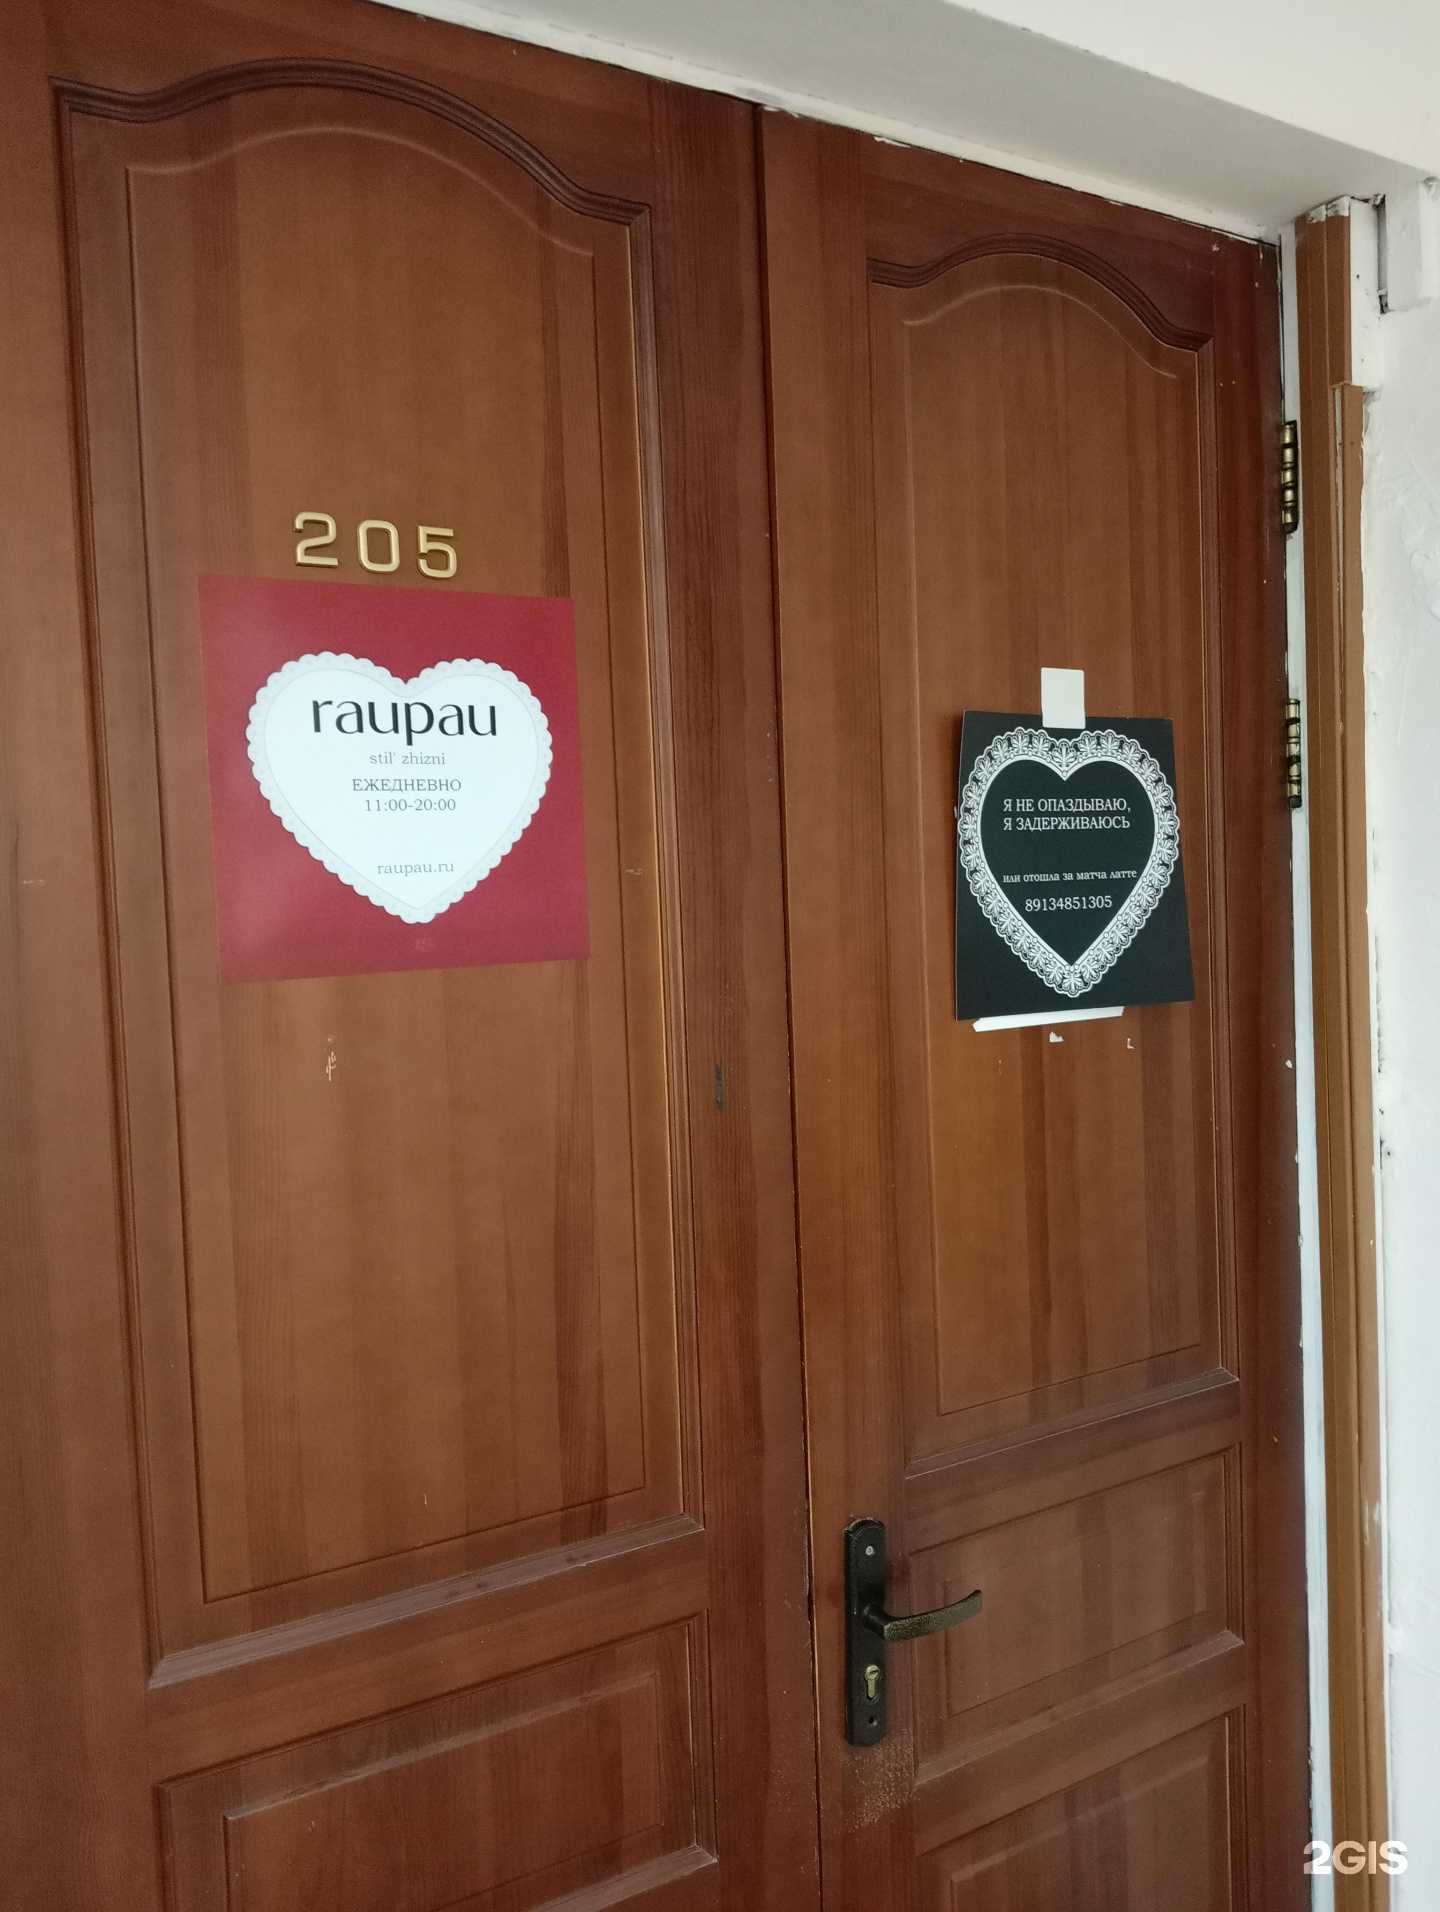 205
raupau
stil' zhizni
ЕЖЕДНЕВНО
11:00-20:00
raupau.ru
Я НЕ ОПАЗДЫВАЮ,
Я ЗАДЕРЖИВАЮСЬ
или отошла за матча латте
89134851305
2GIS